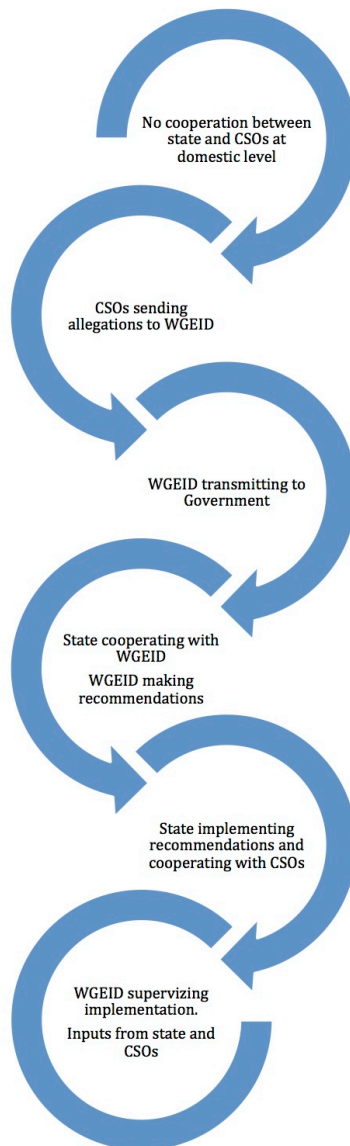 No cooperation between
state and CSOs at
domestic level
CSOs sending
allegations to WGEID
WGEID transmitting to
Government
State cooperating with
WGEID
WGEID making
recommendations
State implementing
recommendations and
cooperating with CSOs
WGEID supervizing
implementation.
Inputs from state and
CSOs